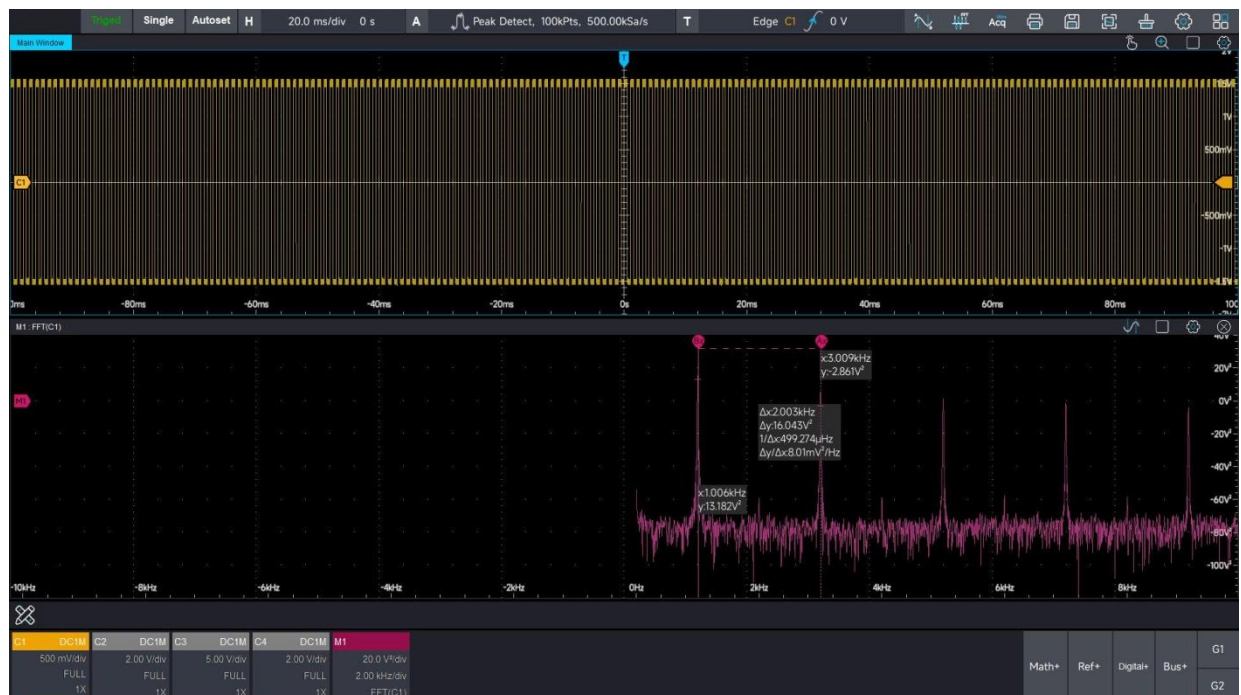 Triged Single Autoset H 20.0 ms/div 0 s A Peak Detect, 100kPts, 500.00kSa/s T Edge C1 0 V Acq
Main Window
T
1V
500mV
C1
-500mV
-1V
-80ms -60ms -40ms -20ms 0s 20ms 40ms 60ms 80ms
M1 : FFT(C1)
x:3.009kHz
y:-2.861V²
20V²
M1 0V²
Δx:2.003kHz
Δy:16.043V²
1/Δx:499.274µHz
Δy/Δx:8.01mV²/Hz
-20V²
-40V²
x:1.006kHz
y:13.182V²
-60V²
-80V²
-100V²
-10kHz -8kHz -6kHz -4kHz -2kHz 0Hz 2kHz 4kHz 6kHz 8kHz
C1 DC1M C2 DC1M C3 DC1M C4 DC1M M1
500 mV/div 2.00 V/div 5.00 V/div 2.00 V/div 20.0 V²/div
FULL FULL FULL FULL 2.00 kHz/div
1X 1X 1X 1X FFT(C1)
Math+ Ref+ Digital+ Bus+
G1
G2